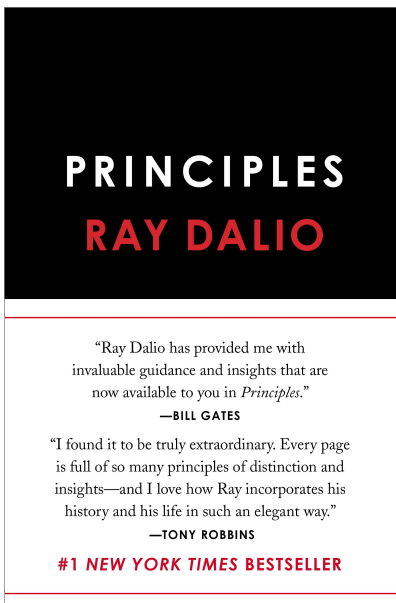 PRINCIPLES
RAY DALIO
“Ray Dalio has provided me with
invaluable guidance and insights that are
now available to you in Principles.”
—BILL GATES
“I found it to be truly extraordinary. Every page
is full of so many principles of distinction and
insights—and I love how Ray incorporates his
history and his life in such an elegant way.”
—TONY ROBBINS
#1 NEW YORK TIMES BESTSELLER